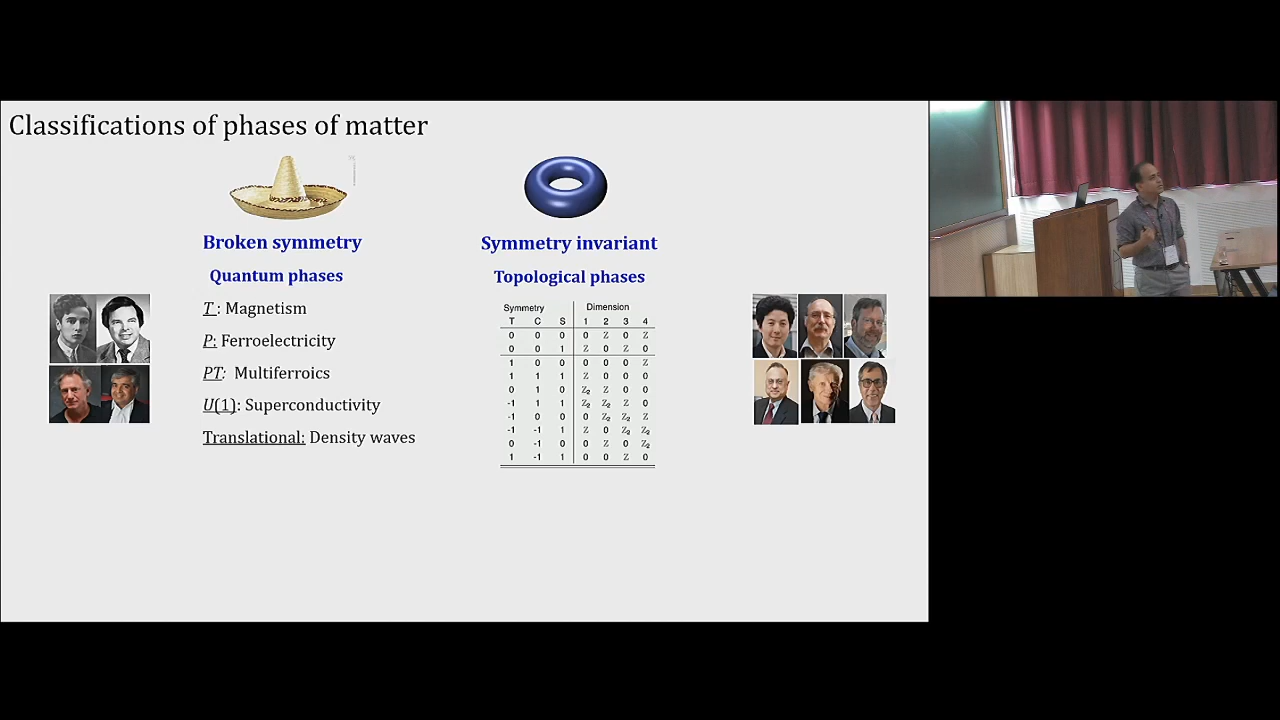 Classifications of phases of matter
Broken symmetry
Quantum phases
T : Magnetism
P: Ferroelectricity
PT: Multiferroics
U(1): Superconductivity
Translational: Density waves
Symmetry invariant
Topological phases
Symmetry Dimension
T C S 1 2 3 4
0 0 0 0 ℤ 0 ℤ
0 0 1 ℤ 0 ℤ 0
1 0 0 0 0 0 ℤ
1 1 1 ℤ 0 0 0
0 1 0 ℤ₂ ℤ 0 0
-1 1 1 ℤ₂ ℤ₂ ℤ 0
-1 0 0 0 ℤ₂ ℤ₂ ℤ
-1 -1 1 ℤ 0 ℤ₂ ℤ₂
0 -1 0 0 ℤ 0 ℤ₂
1 -1 1 0 0 ℤ 0